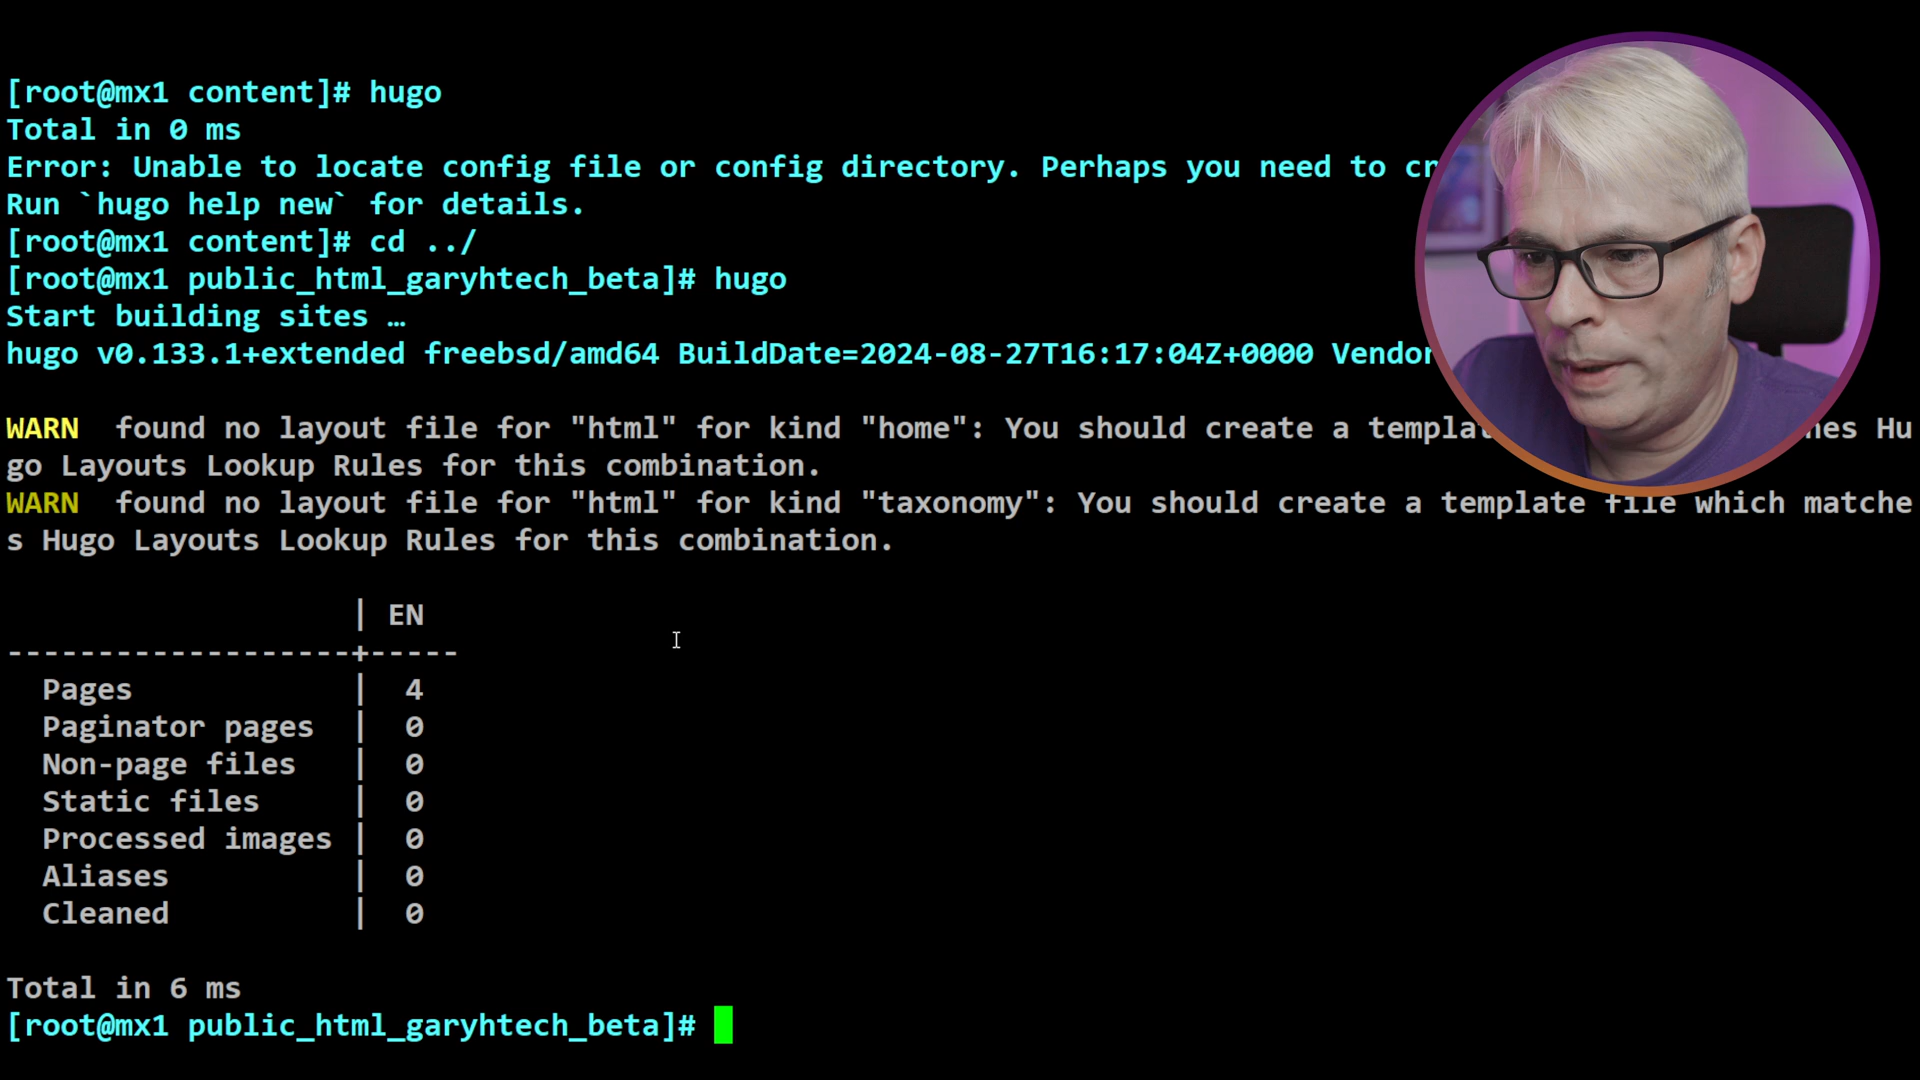 [root@mx1 content]# hugo
Total in 0 ms
Error: Unable to locate config file or config directory. Perhaps you need to
Run `hugo help new` for details.
[root@mx1 content]# cd ../
[root@mx1 public_html_garyhtech_beta]# hugo
Start building sites …
hugo v0.133.1+extended freebsd/amd64 BuildDate=2024-08-27T16:17:04Z+0000
WARN  found no layout file for "html" for kind "home": You should create a Hu
go Layouts Lookup Rules for this combination.
WARN  found no layout file for "html" for kind "taxonomy": You should create a template file which matche
s Hugo Layouts Lookup Rules for this combination.
| EN
-------------------+-----
Pages | 4
Paginator pages | 0
Non-page files | 0
Static files | 0
Processed images | 0
Aliases | 0
Cleaned | 0
Total in 6 ms
[root@mx1 public_html_garyhtech_beta]#